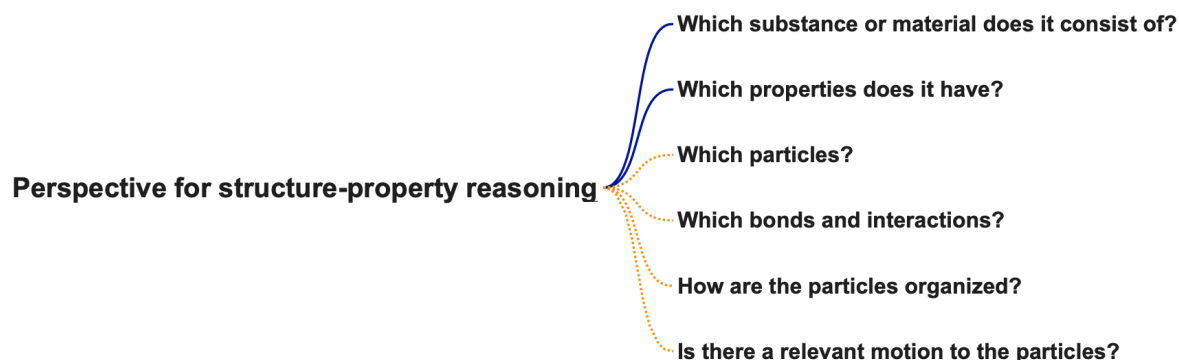 Which substance or material does it consist of?
Which properties does it have?
Which particles?
Perspective for structure-property reasoning
Which bonds and interactions?
How are the particles organized?
Is there a relevant motion to the particles?